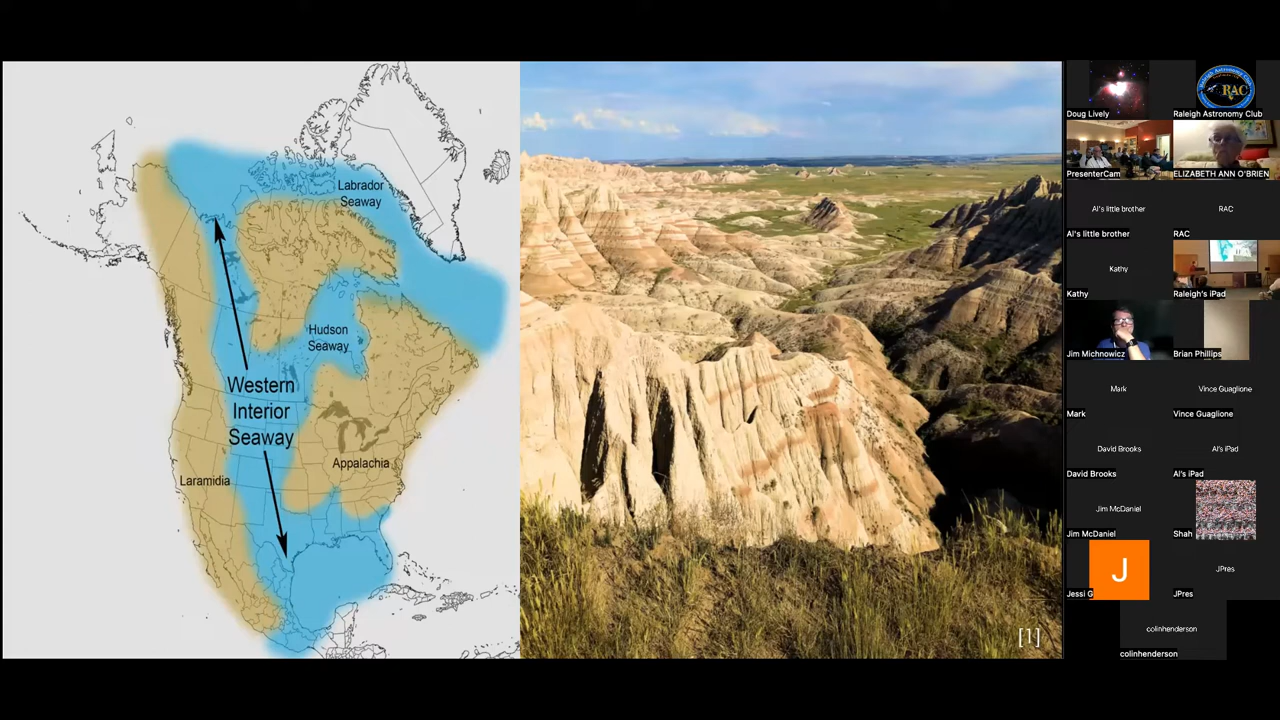 Labrador
Seaway
Hudson
Seaway
Western
Interior
Seaway
Appalachia
Laramidia
[1]
Doug Lively
RAC
Raleigh Astronomy Club
PresenterCam
ELIZABETH ANN O'BRIEN
Al's little brother
RAC
Al's little brother
RAC
Kathy
Kathy
Raleigh's iPad
Jim Michnowicz
Brian Phillips
Mark
Vince Guaglione
Mark
Vince Guaglione
David Brooks
Al's iPad
David Brooks
Al's iPad
Jim McDaniel
Jim McDaniel
Shah
J
JPres
Jessi G
JPres
colinhenderson
colinhenderson